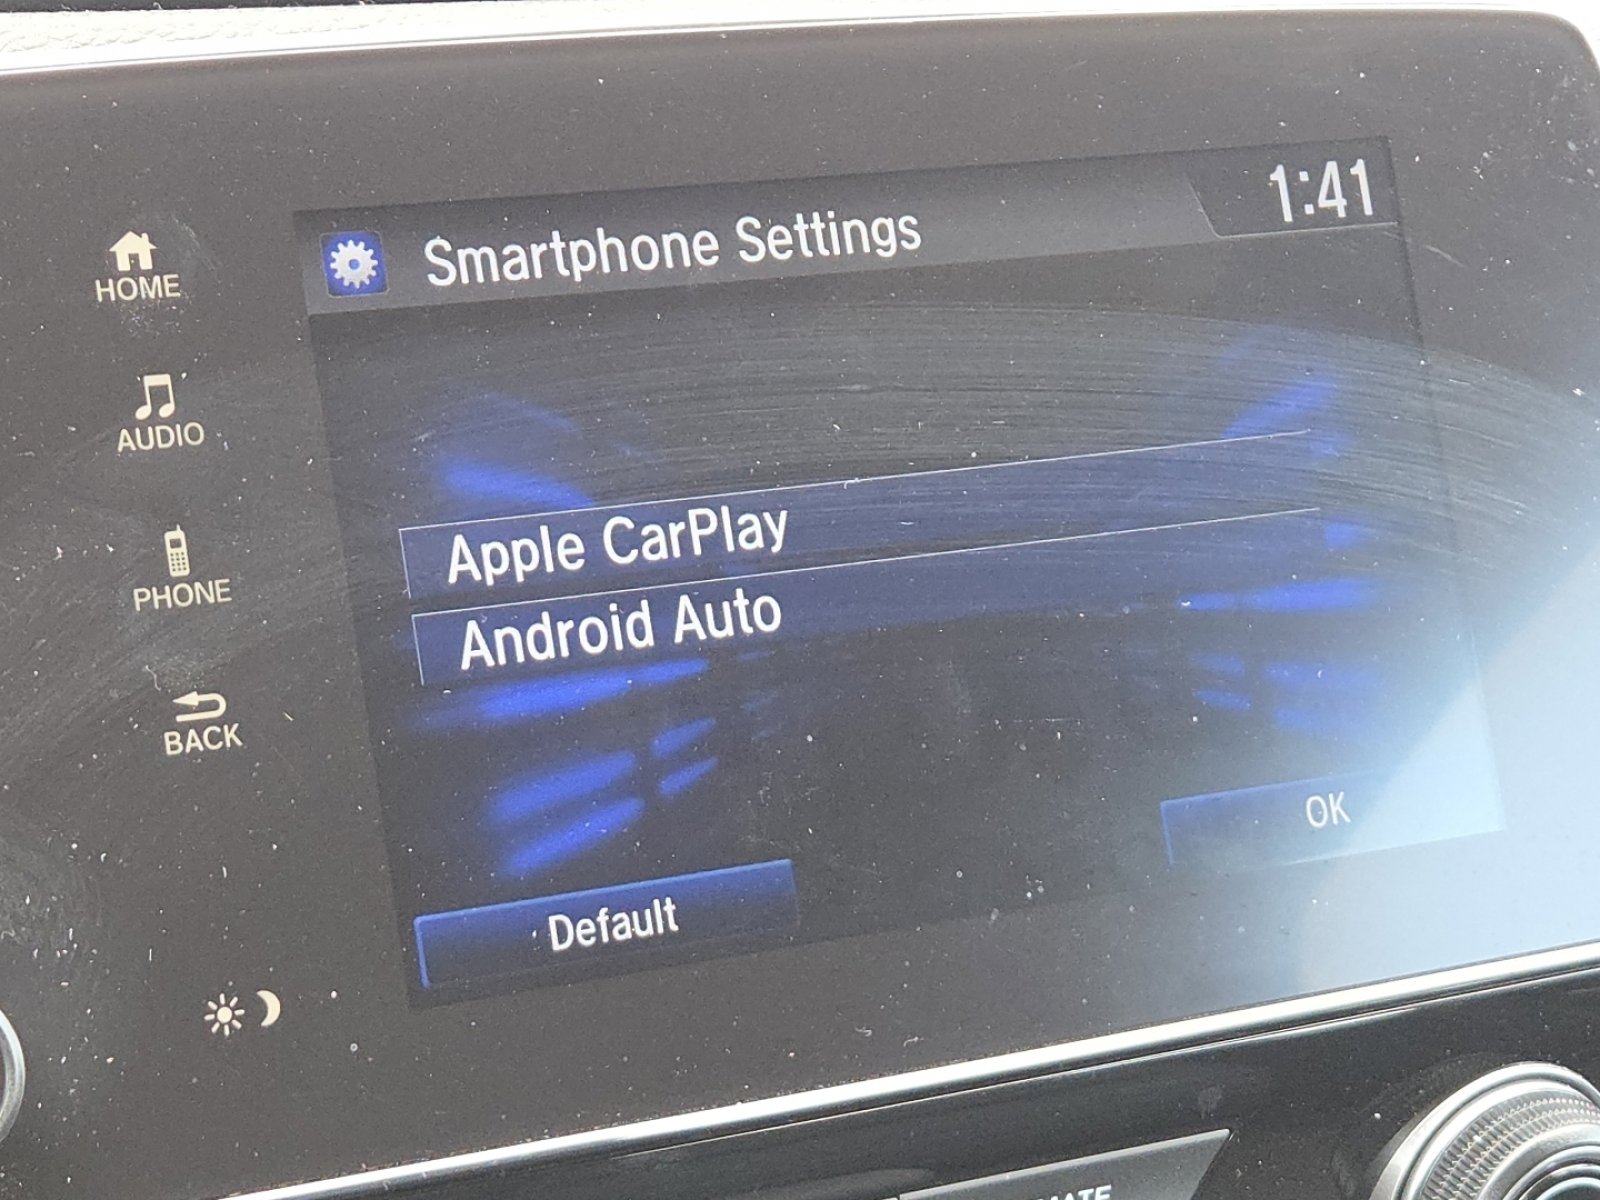 Smartphone Settings
1:41
HOME
AUDIO
PHONE
BACK
Apple CarPlay
Android Auto
OK
Default